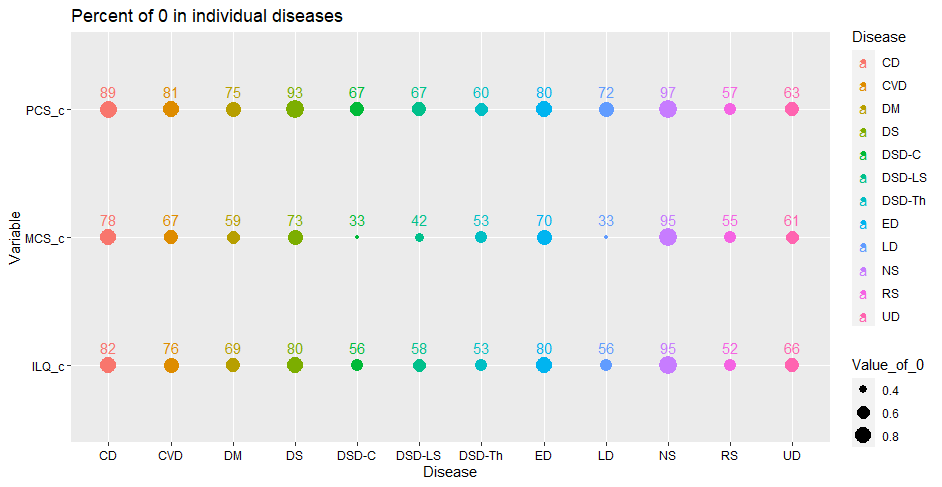 Percent of 0 in individual diseases
Variable
PCS_c
89 81 75 93 67 67 60 80 72 97 57 63
MCS_c
78 67 59 73 33 42 53 70 33 95 55 61
ILQ_c
82 76 69 80 56 58 53 80 56 95 52 66
CD CVD DM DS DSD-C DSD-LS DSD-Th ED LD NS RS UD
Disease
Disease
a CD
a CVD
a DM
a DS
a DSD-C
a DSD-LS
a DSD-Th
a ED
a LD
a NS
a RS
a UD
Value_of_0
0.4
0.6
0.8